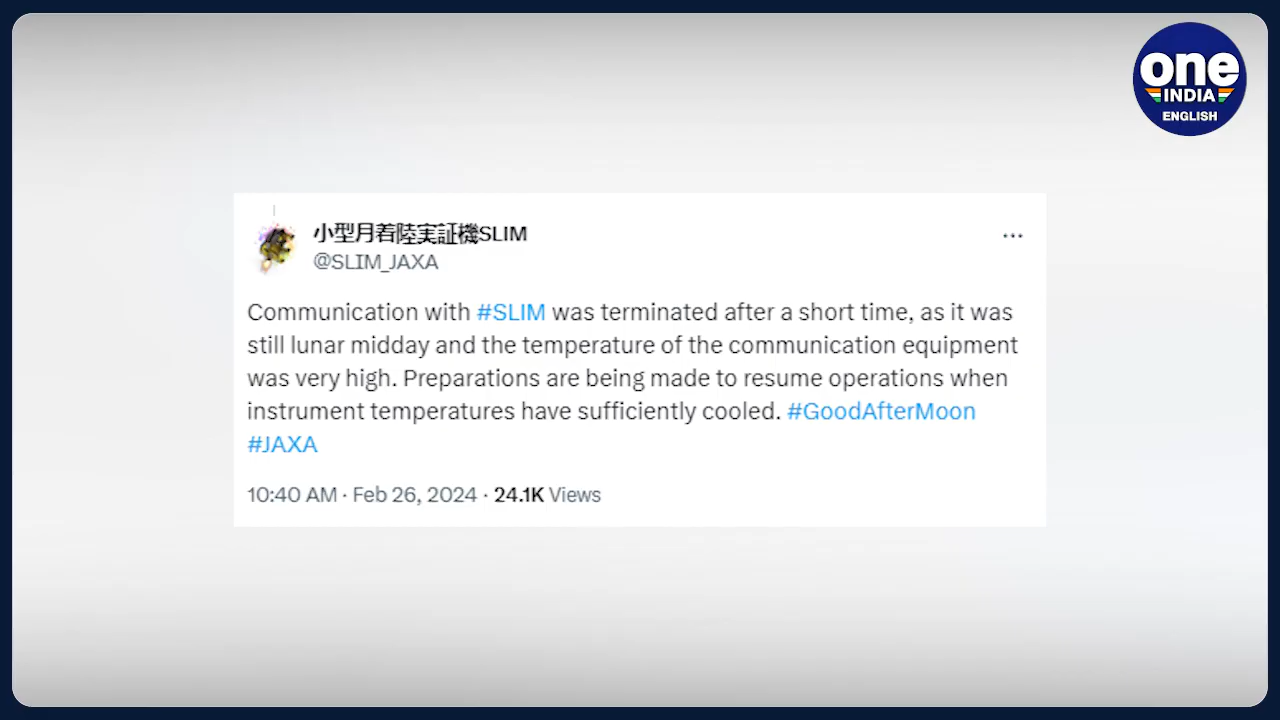 one
INDIA
ENGLISH
小型月着陸実証機SLIM
@SLIM_JAXA
Communication with #SLIM was terminated after a short time, as it was
still lunar midday and the temperature of the communication equipment
was very high. Preparations are being made to resume operations when
instrument temperatures have sufficiently cooled. #GoodAfterMoon
#JAXA
10:40 AM · Feb 26, 2024 · 24.1K Views